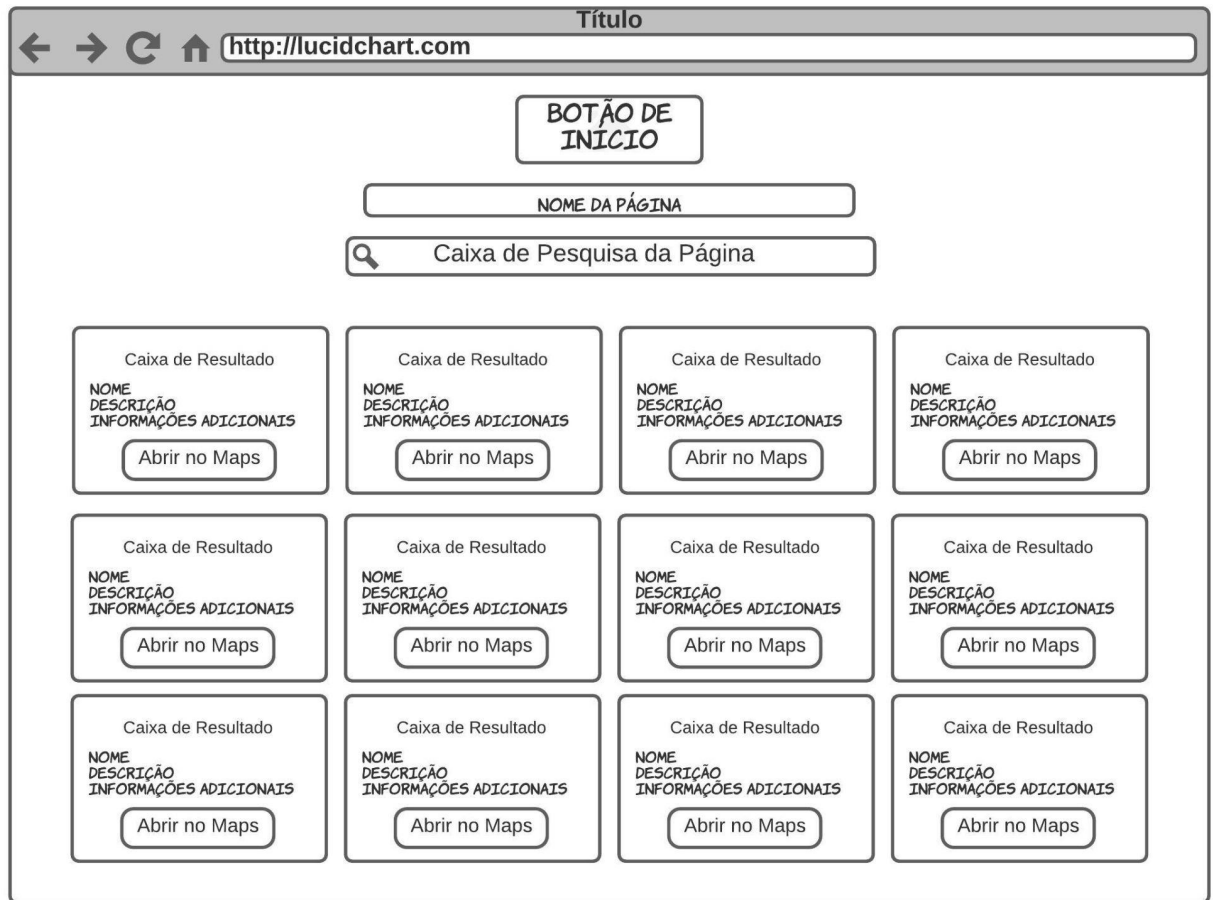 Título
http://lucidchart.com
BOTÃO DE
INÍCIO
NOME DA PÁGINA
Caixa de Pesquisa da Página
Caixa de Resultado
NOME
DESCRIÇÃO
INFORMAÇÕES ADICIONAIS
Abrir no Maps
Caixa de Resultado
NOME
DESCRIÇÃO
INFORMAÇÕES ADICIONAIS
Abrir no Maps
Caixa de Resultado
NOME
DESCRIÇÃO
INFORMAÇÕES ADICIONAIS
Abrir no Maps
Caixa de Resultado
NOME
DESCRIÇÃO
INFORMAÇÕES ADICIONAIS
Abrir no Maps
Caixa de Resultado
NOME
DESCRIÇÃO
INFORMAÇÕES ADICIONAIS
Abrir no Maps
Caixa de Resultado
NOME
DESCRIÇÃO
INFORMAÇÕES ADICIONAIS
Abrir no Maps
Caixa de Resultado
NOME
DESCRIÇÃO
INFORMAÇÕES ADICIONAIS
Abrir no Maps
Caixa de Resultado
NOME
DESCRIÇÃO
INFORMAÇÕES ADICIONAIS
Abrir no Maps
Caixa de Resultado
NOME
DESCRIÇÃO
INFORMAÇÕES ADICIONAIS
Abrir no Maps
Caixa de Resultado
NOME
DESCRIÇÃO
INFORMAÇÕES ADICIONAIS
Abrir no Maps
Caixa de Resultado
NOME
DESCRIÇÃO
INFORMAÇÕES ADICIONAIS
Abrir no Maps
Caixa de Resultado
NOME
DESCRIÇÃO
INFORMAÇÕES ADICIONAIS
Abrir no Maps